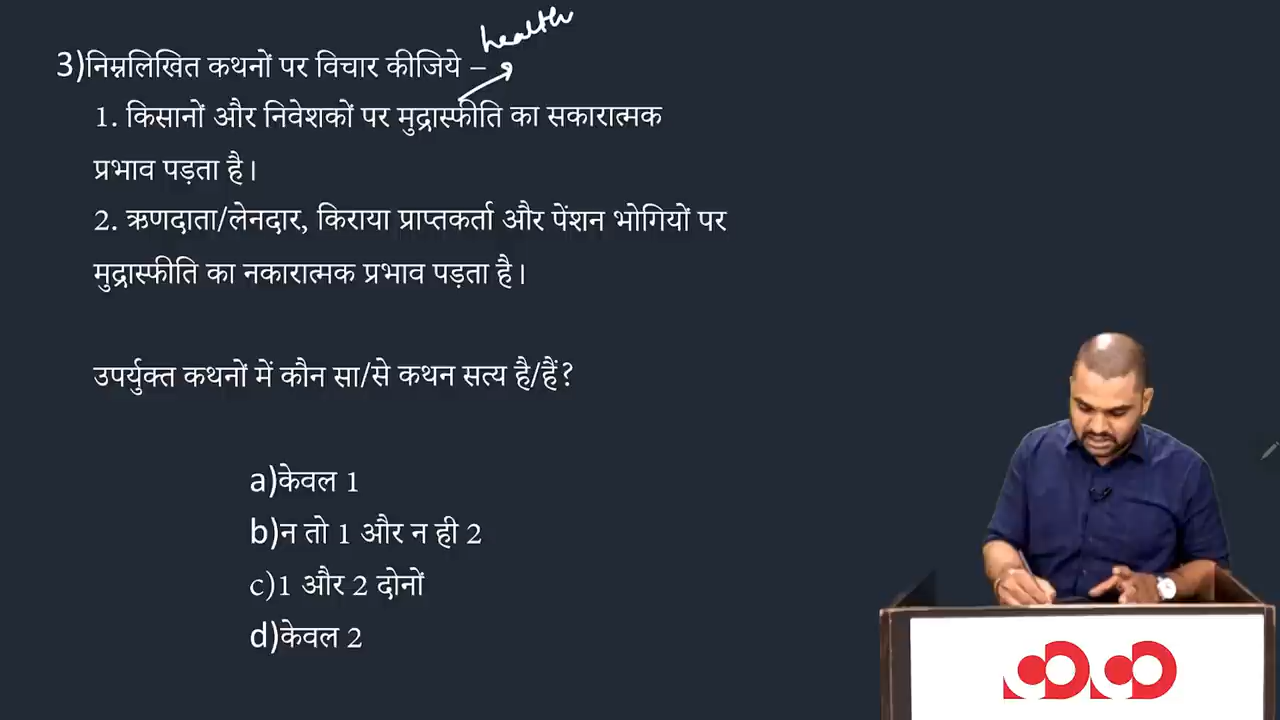 health
3)निम्नलिखित कथनों पर विचार कीजिये –
1. किसानों और निवेशकों पर मुद्रास्फीति का सकारात्मक
प्रभाव पड़ता है।
2. ऋणदाता/लेनदार, किराया प्राप्तकर्ता और पेंशन भोगियों पर
मुद्रास्फीति का नकारात्मक प्रभाव पड़ता है।
उपर्युक्त कथनों में कौन सा/से कथन सत्य है/हैं?
a)केवल 1
b)न तो 1 और न ही 2
c)1 और 2 दोनों
d)केवल 2